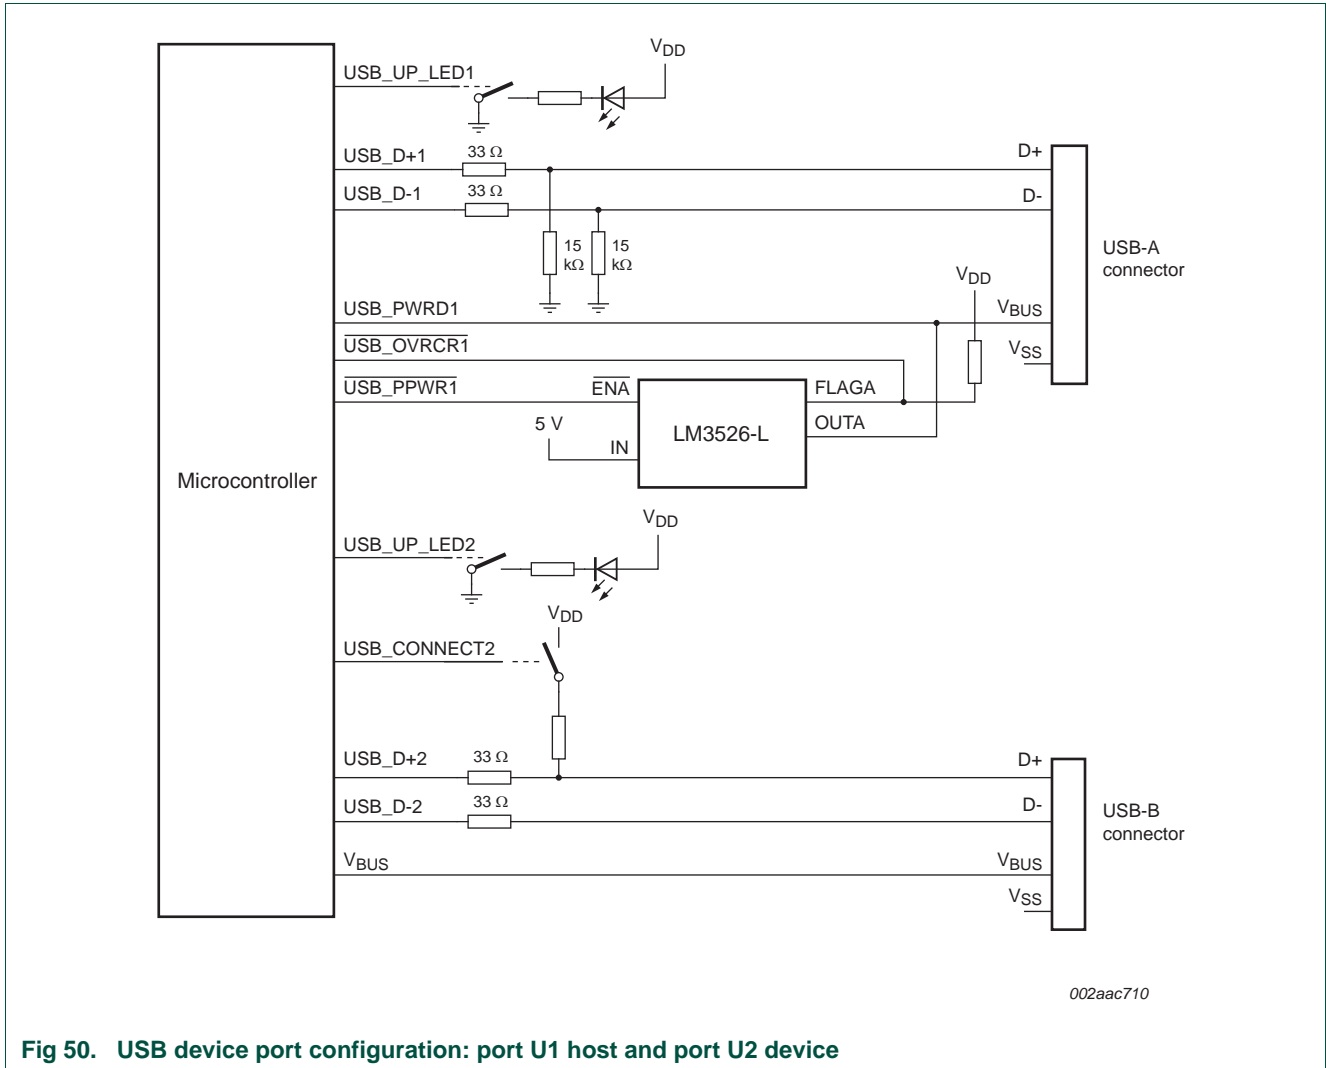 VDD
USB_UP_LED1
USB_D+1
33 Ω
D+
USB_D-1
33 Ω
D-
15
kΩ
15
kΩ
USB-A
connector
VDD
USB_PWRD1
VBUS
USB_OVRCR1
VSS
USB_PPWR1
ENA
FLAGA
5 V
OUTA
LM3526-L
IN
Microcontroller
VDD
USB_UP_LED2
VDD
USB_CONNECT2
USB_D+2
33 Ω
D+
USB_D-2
33 Ω
D-
USB-B
connector
VBUS
VBUS
VSS
002aac710
Fig 50. USB device port configuration: port U1 host and port U2 device